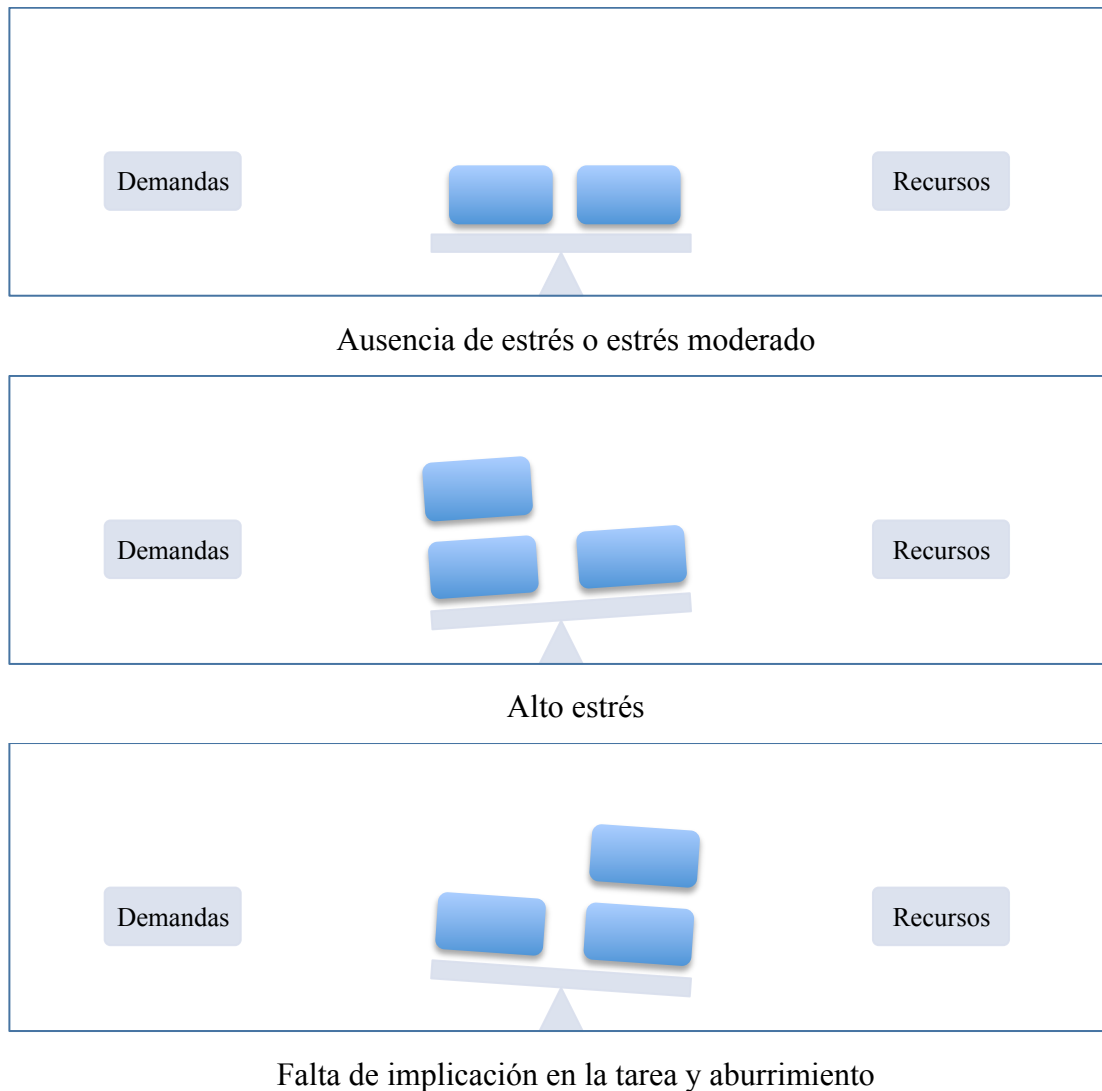 Demandas
Recursos
Ausencia de estrés o estrés moderado
Demandas
Recursos
Alto estrés
Demandas
Recursos
Falta de implicación en la tarea y aburrimiento